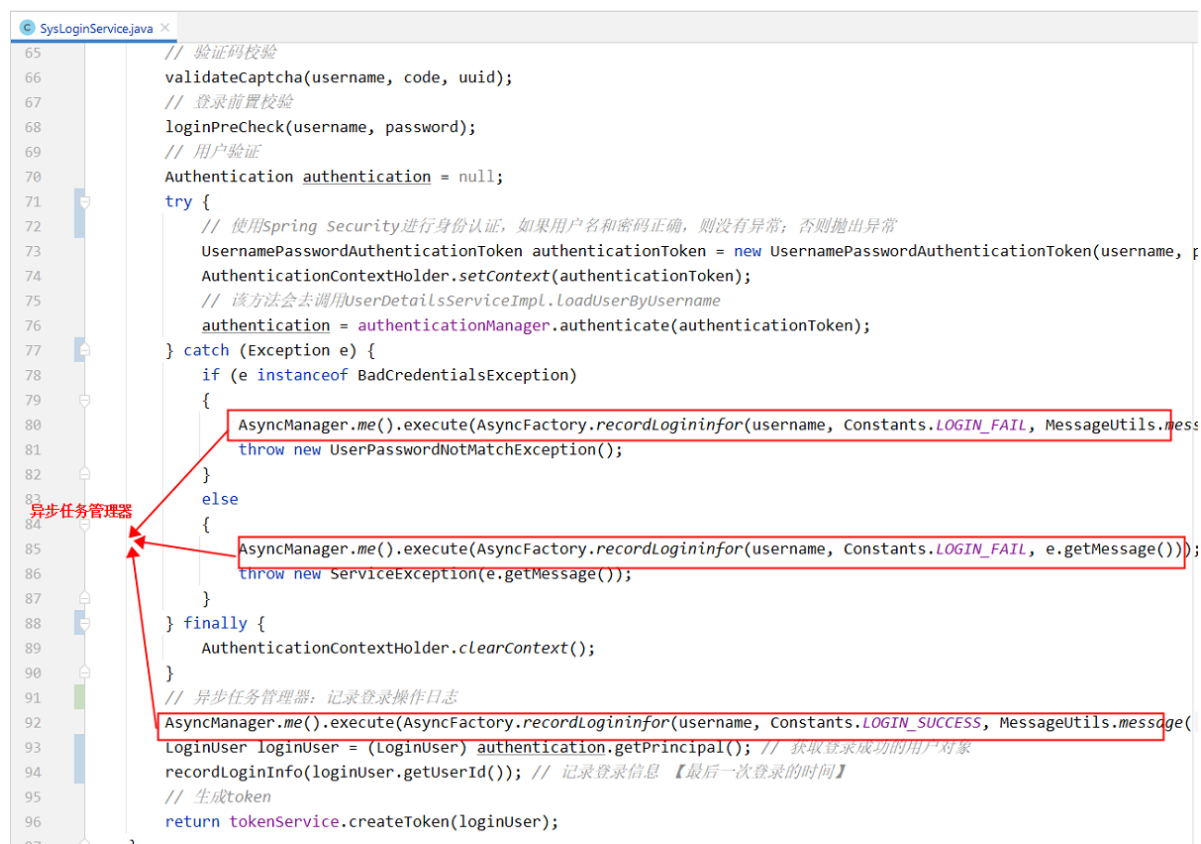 SysLoginService.java
65 // 验证码校验
66 validateCaptcha(username, code, uuid);
67 // 登录前置校验
68 loginPreCheck(username, password);
69 // 用户验证
70 Authentication authentication = null;
71 try {
72 // 使用Spring Security进行身份认证，如果用户名和密码正确，则没有异常；否则抛出异常
73 UsernamePasswordAuthenticationToken authenticationToken = new UsernamePasswordAuthenticationToken(username, p
74 AuthenticationContextHolder.setContext(authenticationToken);
75 // 该方法会去调用UserDetailsServiceImpl.loadUserByUsername
76 authentication = authenticationManager.authenticate(authenticationToken);
77 } catch (Exception e) {
78 if (e instanceof BadCredentialsException)
79 {
80 AsyncManager.me().execute(AsyncFactory.recordLogininfor(username, Constants.LOGIN_FAIL, MessageUtils.mess
81 throw new UserPasswordNotMatchException();
82 }
83 else
异步任务管理器
84 {
85 AsyncManager.me().execute(AsyncFactory.recordLogininfor(username, Constants.LOGIN_FAIL, e.getMessage()));
86 throw new ServiceException(e.getMessage());
87 }
88 } finally {
89 AuthenticationContextHolder.clearContext();
90 }
91 // 异步任务管理器：记录登录操作日志
92 AsyncManager.me().execute(AsyncFactory.recordLogininfor(username, Constants.LOGIN_SUCCESS, MessageUtils.message(
93 LoginUser loginUser = (LoginUser) authentication.getPrincipal(); // 获取登录成功的用户对象
94 recordLoginInfo(loginUser.getUserId()); // 记录登录信息 【最后一次登录的时间】
95 // 生成token
96 return tokenService.createToken(loginUser);